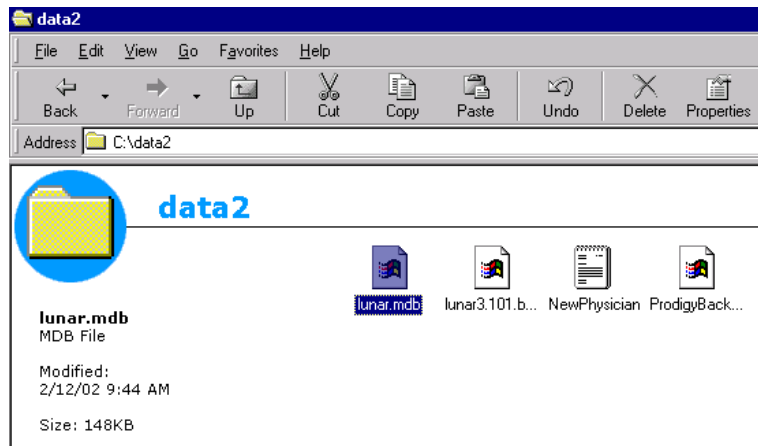 data2
File Edit View Go Favorites Help
Back Forward Up Cut Copy Paste Undo Delete Properties
Address C:\data2
data2
lunar.mdb lunar3.101.b... NewPhysician ProdigyBack...
lunar.mdb
MDB File
Modified:
2/12/02 9:44 AM
Size: 148KB